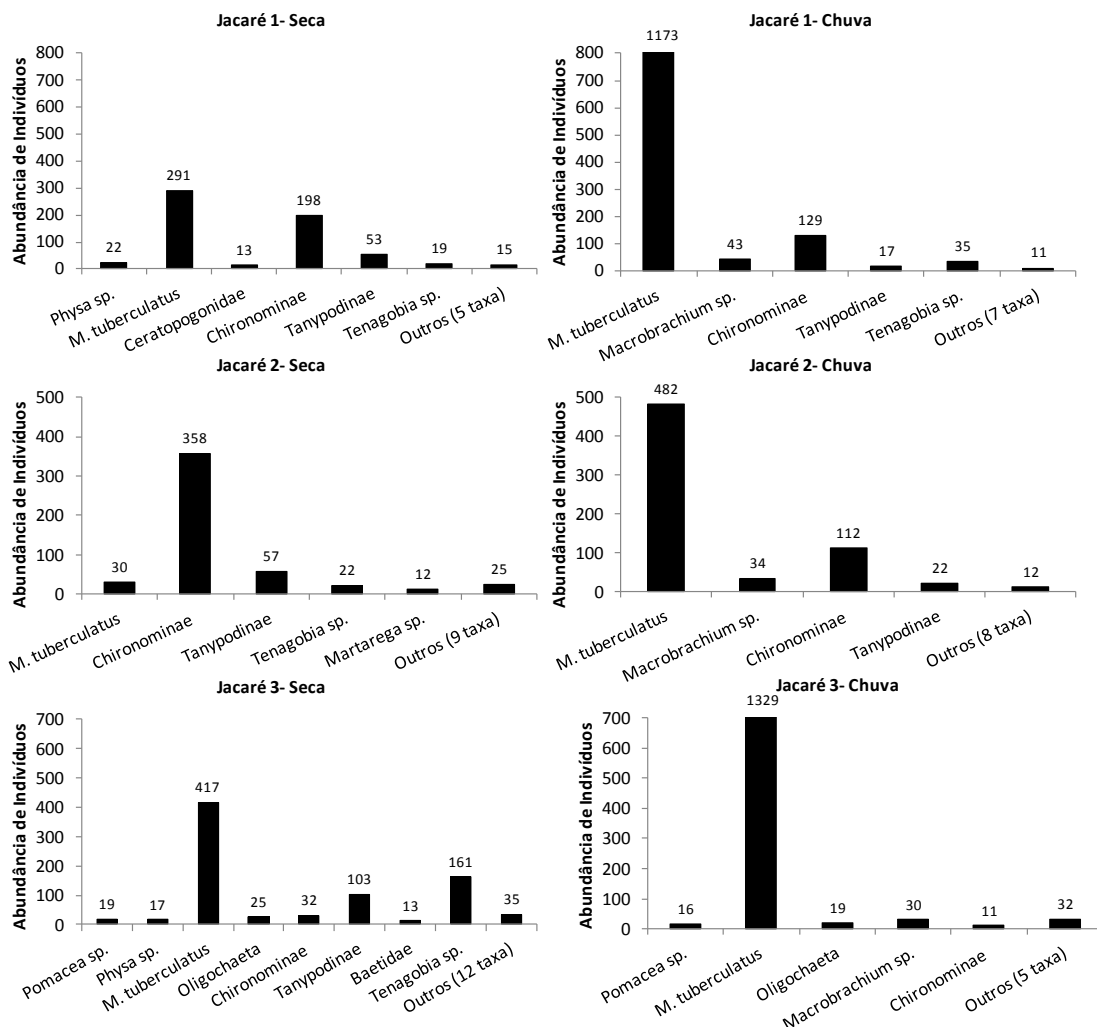 Jacaré 1- Seca
Abundância de Indivíduos
800
700
600
500
400
300
200
100
0
22
291
13
198
53
19
15
Physa sp.
M. tuberculatus
Ceratopogonidae
Chironominae
Tanypodinae
Tenagobia sp.
Outros (5 taxa)
Jacaré 1- Chuva
Abundância de Indivíduos
800
700
600
500
400
300
200
100
0
1173
43
129
17
35
11
M. tuberculatus
Macrobrachium sp.
Chironominae
Tanypodinae
Tenagobia sp.
Outros (7 taxa)
Jacaré 2- Seca
Abundância de Indivíduos
500
400
300
200
100
0
30
358
57
22
12
25
M. tuberculatus
Chironominae
Tanypodinae
Tenagobia sp.
Martarega sp.
Outros (9 taxa)
Jacaré 2- Chuva
Abundância de Indivíduos
500
400
300
200
100
0
482
34
112
22
12
M. tuberculatus
Macrobrachium sp.
Chironominae
Tanypodinae
Outros (8 taxa)
Jacaré 3- Seca
Abundância de Indivíduos
700
600
500
400
300
200
100
0
19
17
417
25
32
103
13
161
35
Pomacea sp.
Physa sp.
M. tuberculatus
Oligochaeta
Chironominae
Tanypodinae
Baetidae
Tenagobia sp.
Outros (12 taxa)
Jacaré 3- Chuva
Abundância de Indivíduos
700
600
500
400
300
200
100
0
16
1329
19
30
11
32
Pomacea sp.
M. tuberculatus
Oligochaeta
Macrobrachium sp.
Chironominae
Outros (5 taxa)